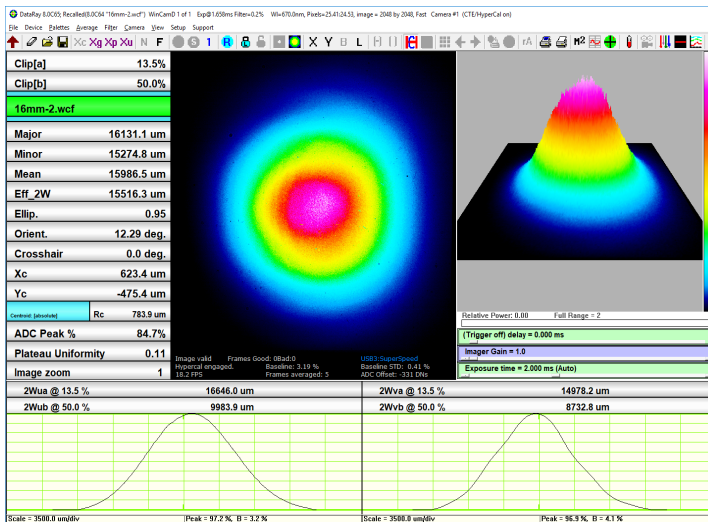 DataRay 8.0C65; Recalled(8.0C64 "16mm-2.wcf") WinCamD 1 of 1 Exp@1.658ms Filter=0.2% Wl=670.0nm, Pixels=25.41:24.53, image = 2048 by 2048, Fast Camera #1 (CTE/HyperCal on)
File Device Palettes Average Filter Camera View Setup Support
Xc Xg Xp Xu N F S 1 R X Y B L H rA M²
Clip[a] 13.5%
Clip[b] 50.0%
16mm-2.wcf
Major 16131.1 um
Minor 15274.8 um
Mean 15986.5 um
Eff_2W 15516.3 um
Ellip. 0.95
Orient. 12.29 deg.
Crosshair 0.0 deg.
Xc 623.4 um
Yc -475.4 um
Centroid: [absolute] Rc 783.9 um
ADC Peak % 84.7%
Plateau Uniformity 0.11
Image zoom 1
Image valid Frames Good: 0Bad:0 USB3:SuperSpeed
Hypercal engaged. Baseline: 3.19 % Baseline STD: 0.41 %
18.2 FPS Frames averaged: 5 ADC Offset: -331 DNs
Relative Power: 0.00 Full Range = 2
(Trigger off) delay = 0.000 ms
Imager Gain = 1.0
Exposure time = 2.000 ms (Auto)
2Wua @ 13.5 % 16646.0 um 2Wva @ 13.5 % 14978.2 um
2Wub @ 50.0 % 9983.9 um 2Wvb @ 50.0 % 8732.8 um
Scale = 3500.0 um/div Peak = 97.2 %, B = 3.2 % Scale = 3500.0 um/div Peak = 96.9 %, B = 4.1 %